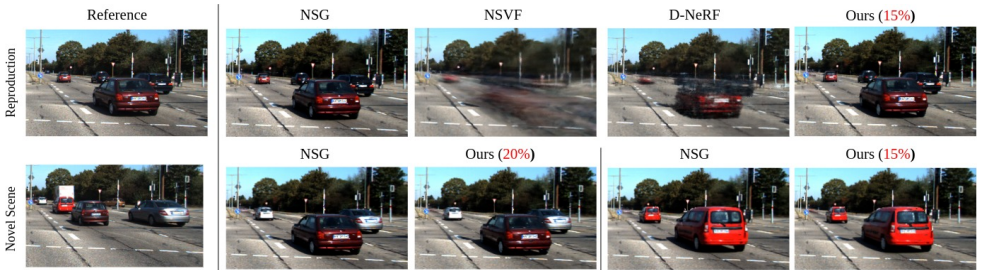 Reference NSG NSVF D-NeRF Ours (15%)
Reproduction
NSG Ours (20%) NSG Ours (15%)
Novel Scene